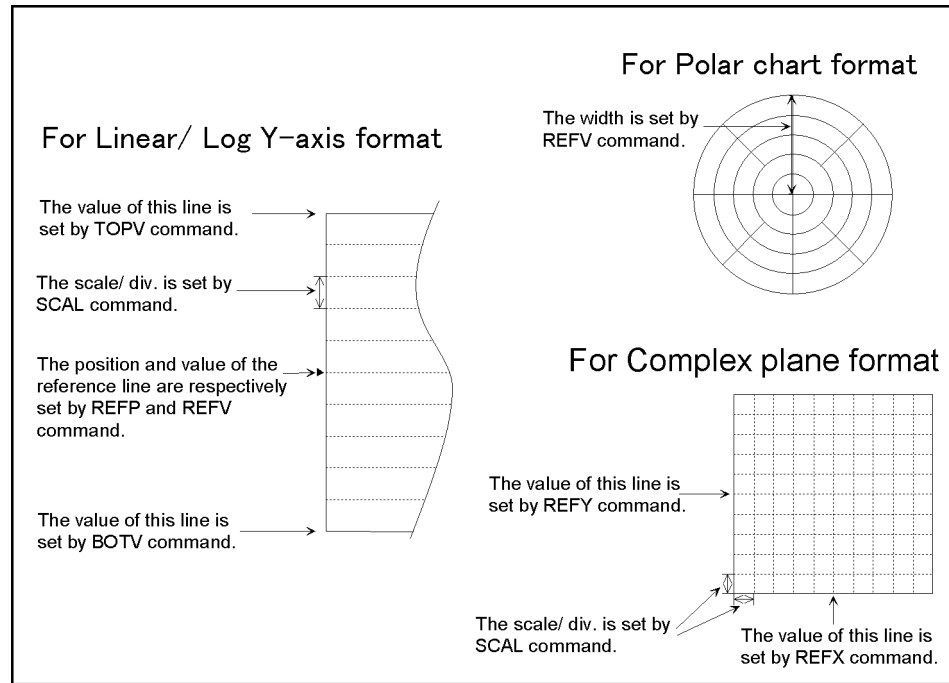 For Linear/ Log Y-axis format
The value of this line is
set by TOPV command.
The scale/ div. is set by
SCAL command.
The position and value of the
reference line are respectively
set by REFP and REFV
command.
The value of this line is
set by BOTV command.
For Polar chart format
The width is set by
REFV command.
For Complex plane format
The value of this line is
set by REFY command.
The scale/ div. is set by
SCAL command.
The value of this line is
set by REFX command.